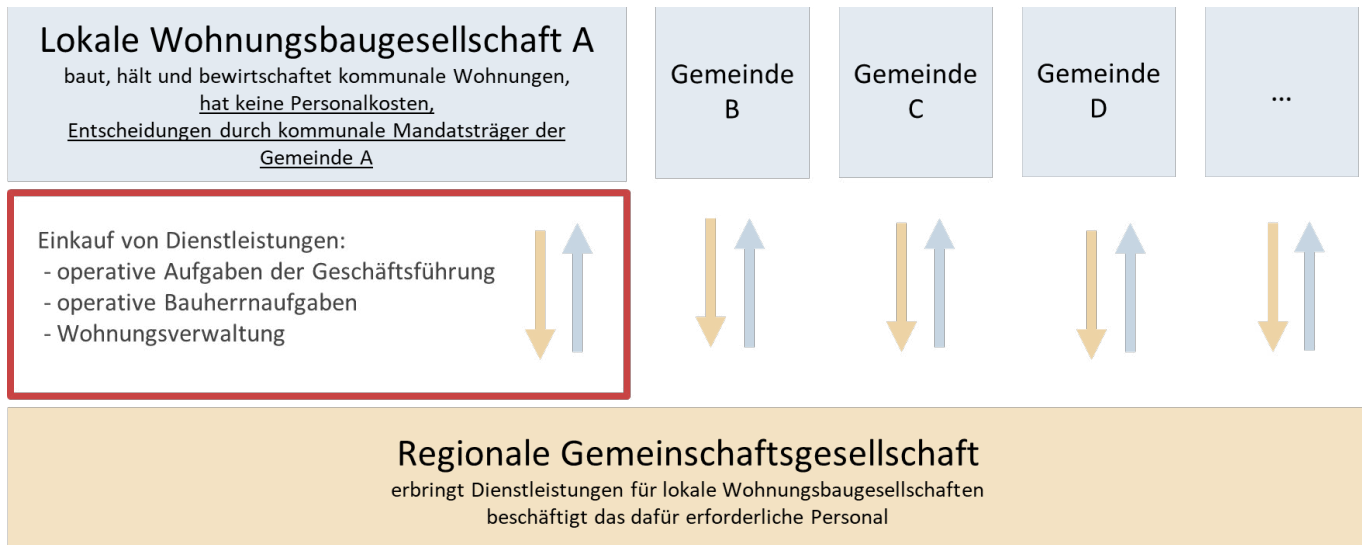 Lokale Wohnungsbaugesellschaft A
baut, hält und bewirtschaftet kommunale Wohnungen,
hat keine Personalkosten,
Entscheidungen durch kommunale Mandatsträger der
Gemeinde A
Gemeinde
B
Gemeinde
C
Gemeinde
D
...
Einkauf von Dienstleistungen:
- operative Aufgaben der Geschäftsführung
- operative Bauherrnaufgaben
- Wohnungsverwaltung
Regionale Gemeinschaftsgesellschaft
erbringt Dienstleistungen für lokale Wohnungsbaugesellschaften
beschäftigt das dafür erforderliche Personal